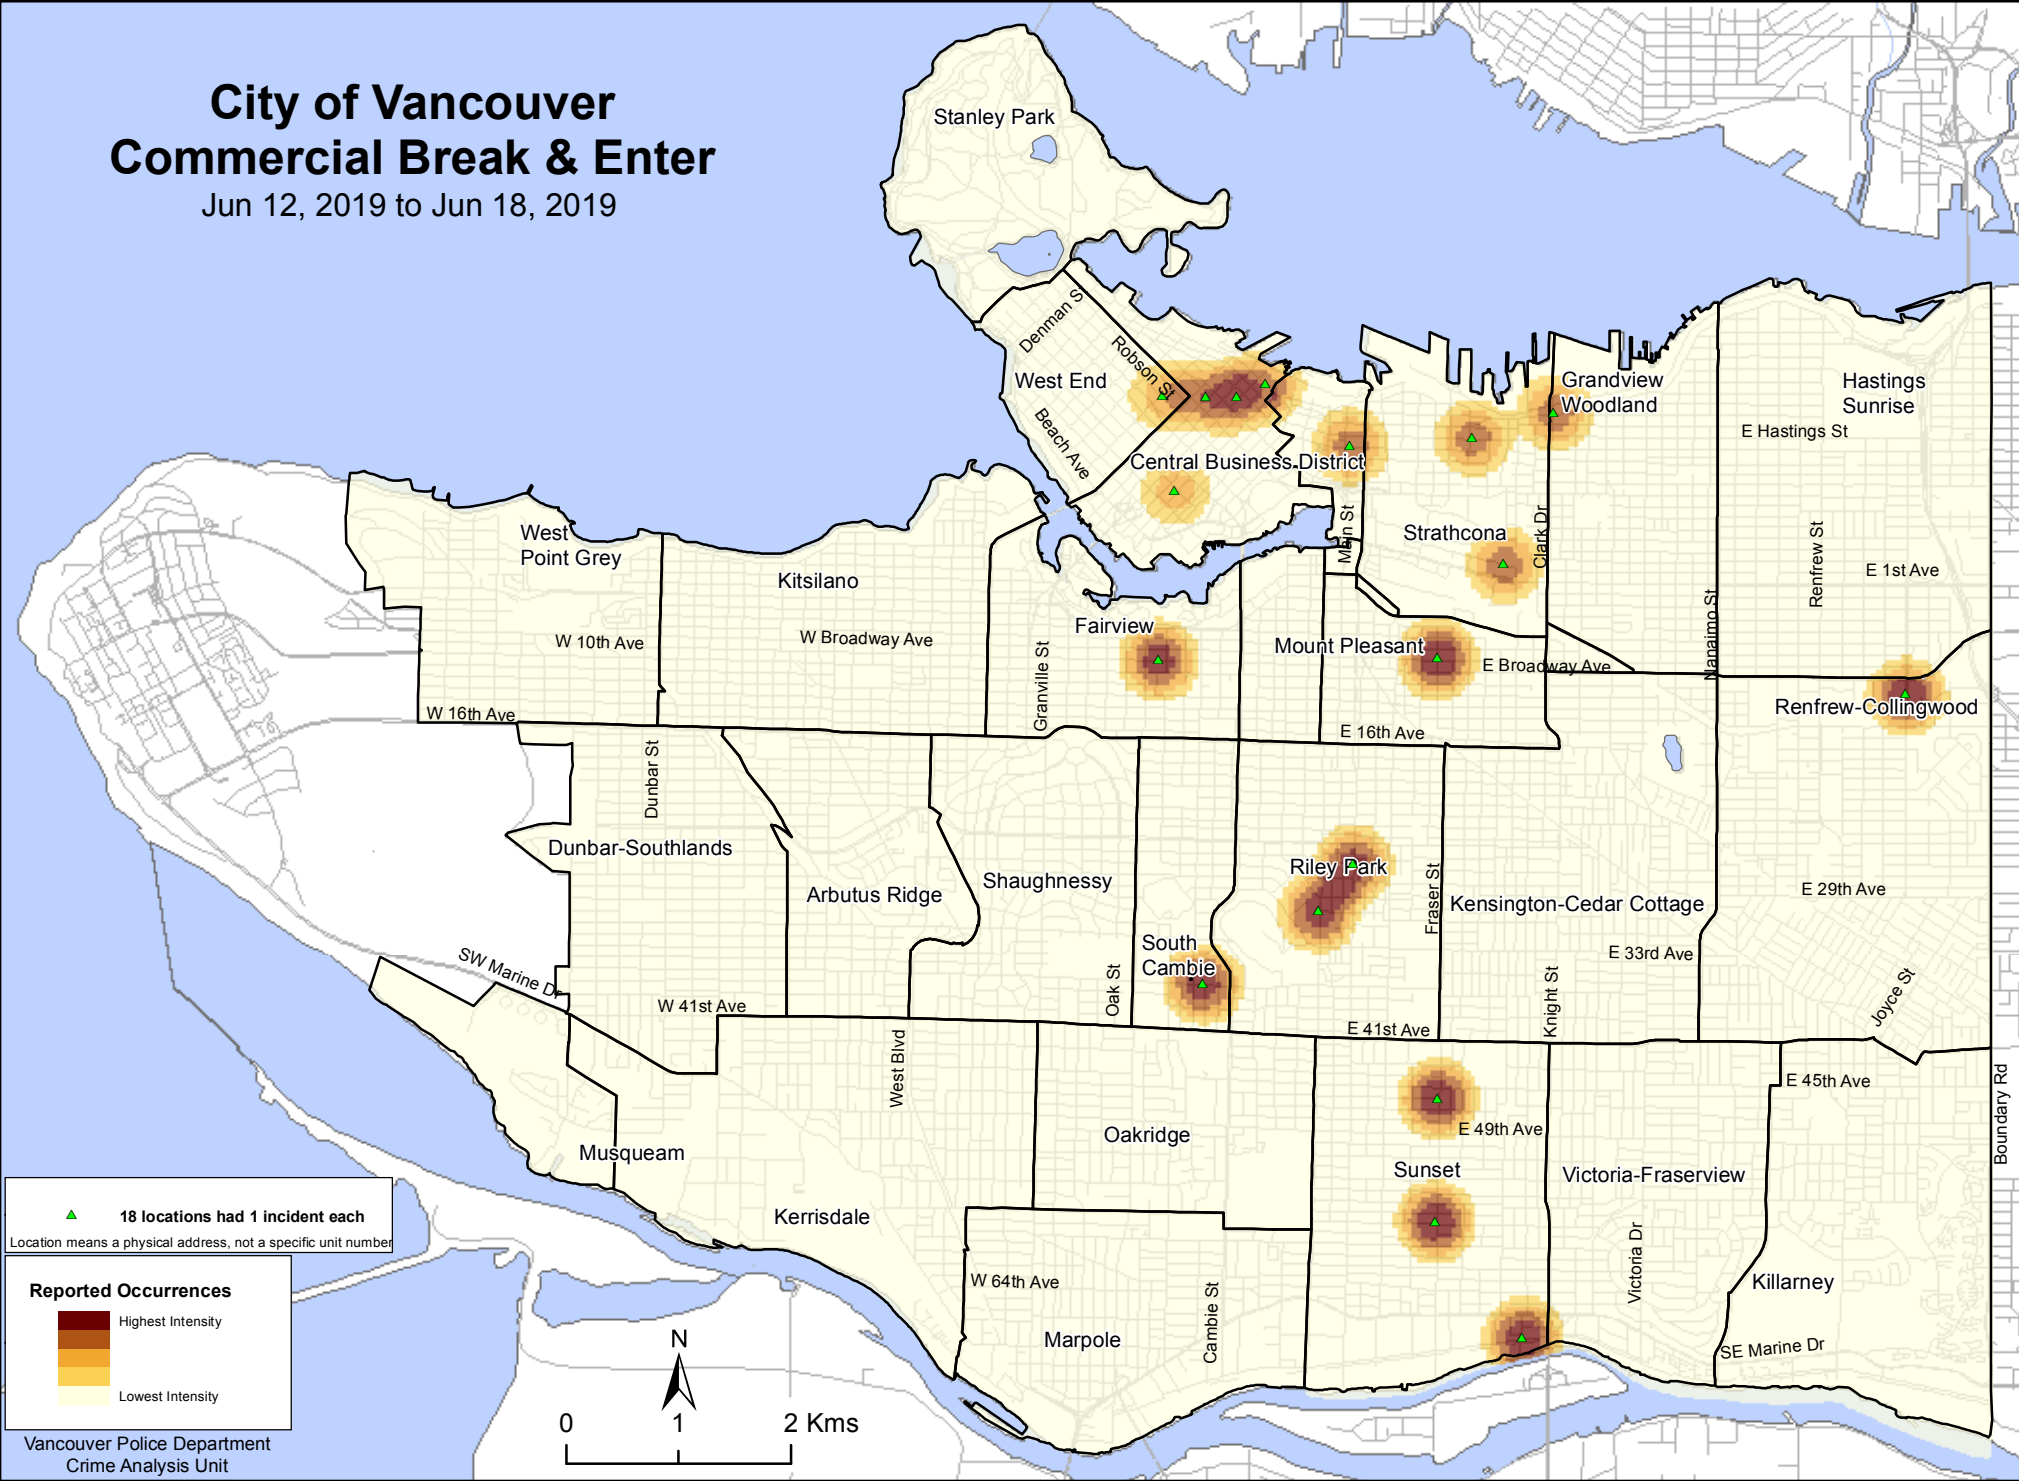 City of Vancouver
Commercial Break & Enter
Jun 12, 2019 to Jun 18, 2019
Stanley Park
Denman S
Robson St
West End
Beach Ave
Central Business District
Grandview
Woodland
Hastings
Sunrise
E Hastings St
Main St
Strathcona
Clark Dr
Renfrew St
E 1st Ave
Nanaimo St
West
Point Grey
Kitsilano
W 10th Ave
W Broadway Ave
Fairview
Granville St
Mount Pleasant
E Broadway Ave
Renfrew-Collingwood
W 16th Ave
E 16th Ave
Dunbar St
Dunbar-Southlands
Arbutus Ridge
Shaughnessy
Riley Park
Fraser St
Kensington-Cedar Cottage
E 29th Ave
South
Cambie
E 33rd Ave
SW Marine Dr
W 41st Ave
Oak St
E 41st Ave
Knight St
Joyce St
West Blvd
E 45th Ave
Boundary Rd
Oakridge
E 49th Ave
Musqueam
Sunset
Victoria-Fraserview
Kerrisdale
Victoria Dr
W 64th Ave
Cambie St
Killarney
Marpole
SE Marine Dr
18 locations had 1 incident each
Location means a physical address, not a specific unit number
Reported Occurrences
Highest Intensity
Lowest Intensity
N
0 1 2 Kms
Vancouver Police Department
Crime Analysis Unit